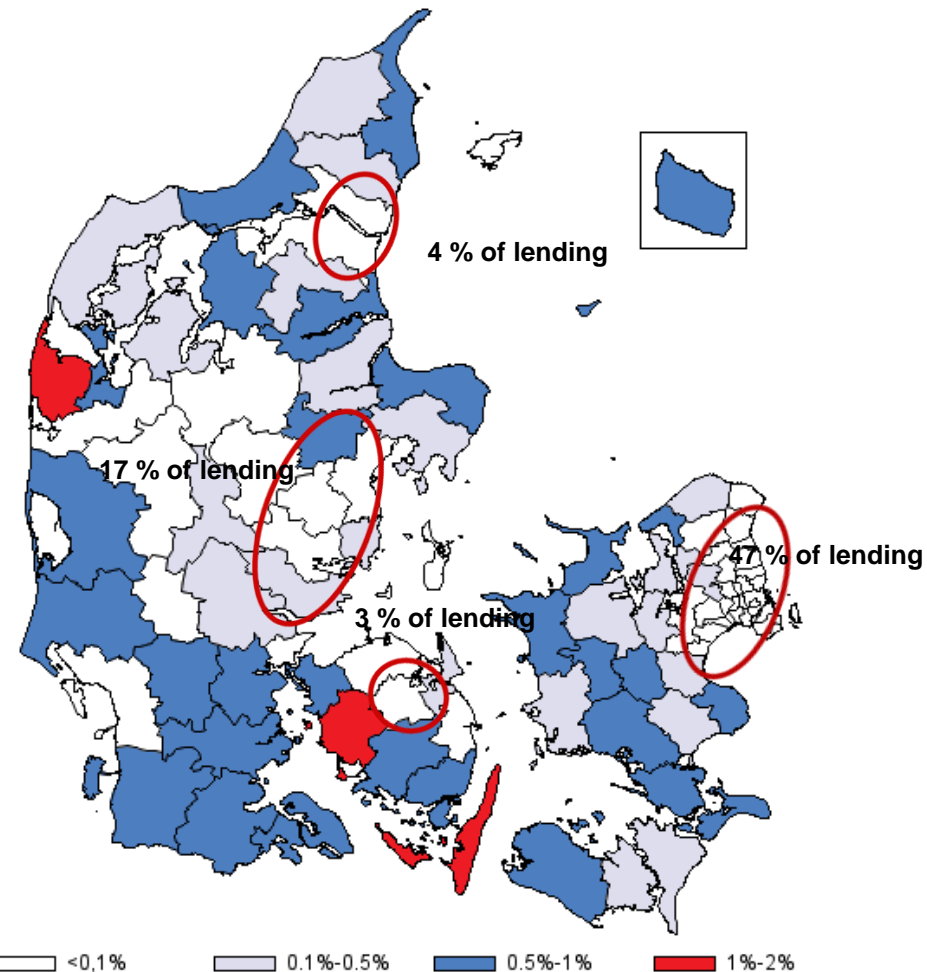 4 % of lending
17 % of lending
47 % of lending
3 % of lending
<0,1%
0.1%-0.5%
0.5%-1%
1%-2%